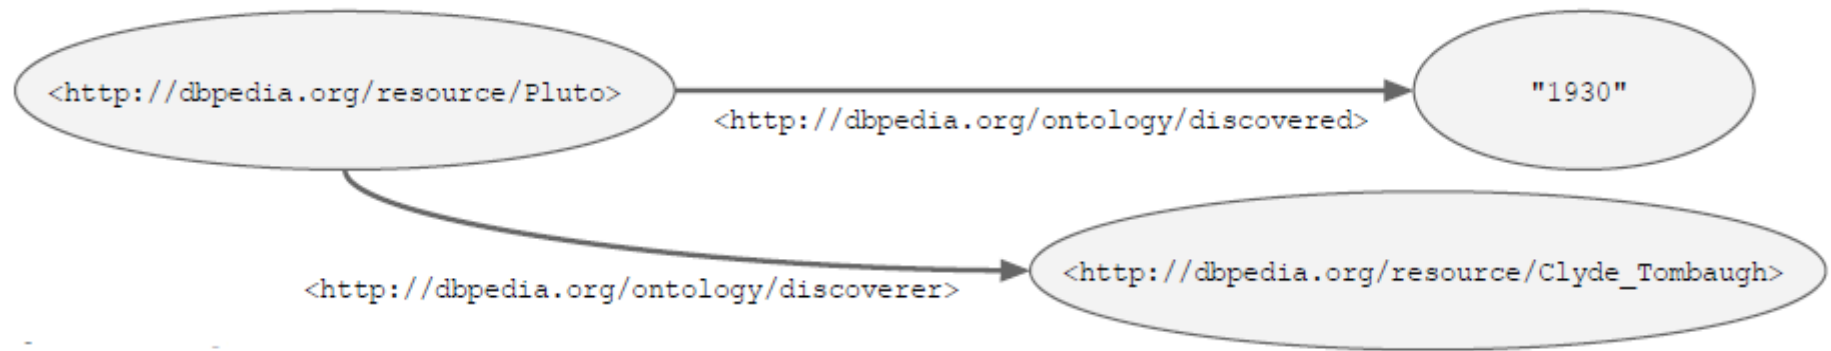 <http://dbpedia.org/resource/Pluto>
"1930"
<http://dbpedia.org/ontology/discovered>
<http://dbpedia.org/resource/Clyde_Tombaugh>
<http://dbpedia.org/ontology/discoverer>